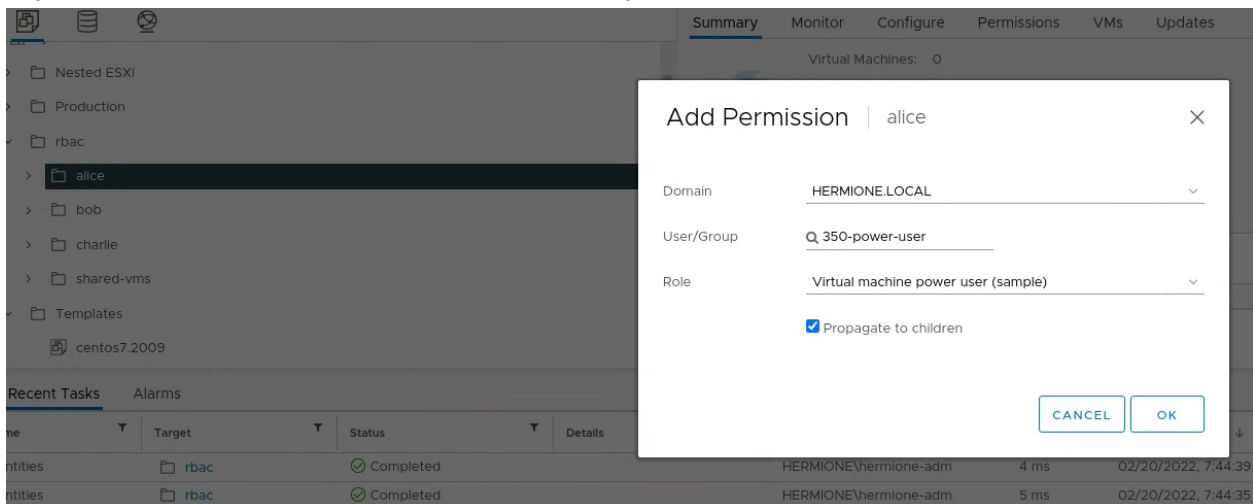 Summary Monitor Configure Permissions VMs Updates
Nested ESXi
Virtual Machines: 0
Production
rbac
alice
bob
charlie
shared-vms
Templates
centos7.2009
Add Permission alice
Domain HERMIONE.LOCAL
User/Group 350-power-user
Role Virtual machine power user (sample)
Propagate to children
CANCEL OK
Recent Tasks Alarms
me Target Status Details
ntities rbac Completed HERMIONE\hermione-adm 4 ms 02/20/2022, 7:44:39
ntities rbac Completed HERMIONE\hermione-adm 5 ms 02/20/2022, 7:44:35